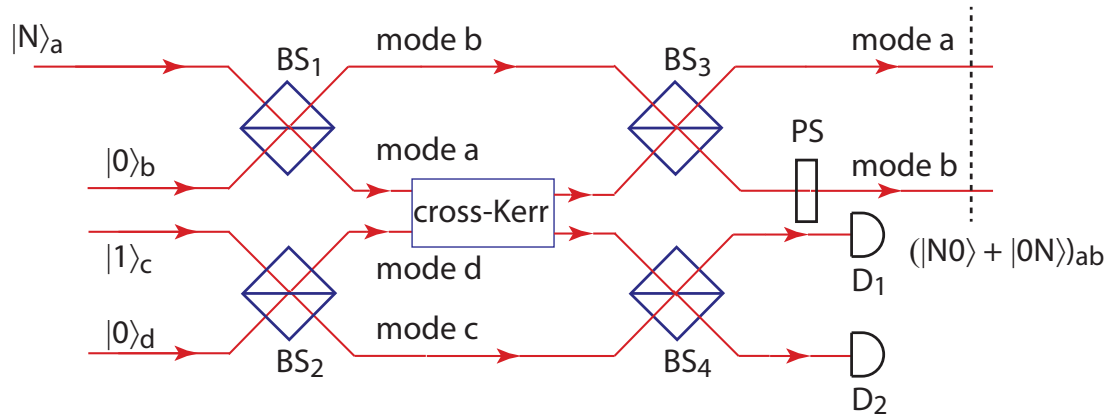 |N⟩a
BS1
mode b
BS3
mode a
PS
|0⟩b
mode a
mode b
cross-Kerr
|1⟩c
mode d
D1
(|N0⟩ + |0N⟩)ab
|0⟩d
BS2
mode c
BS4
D2